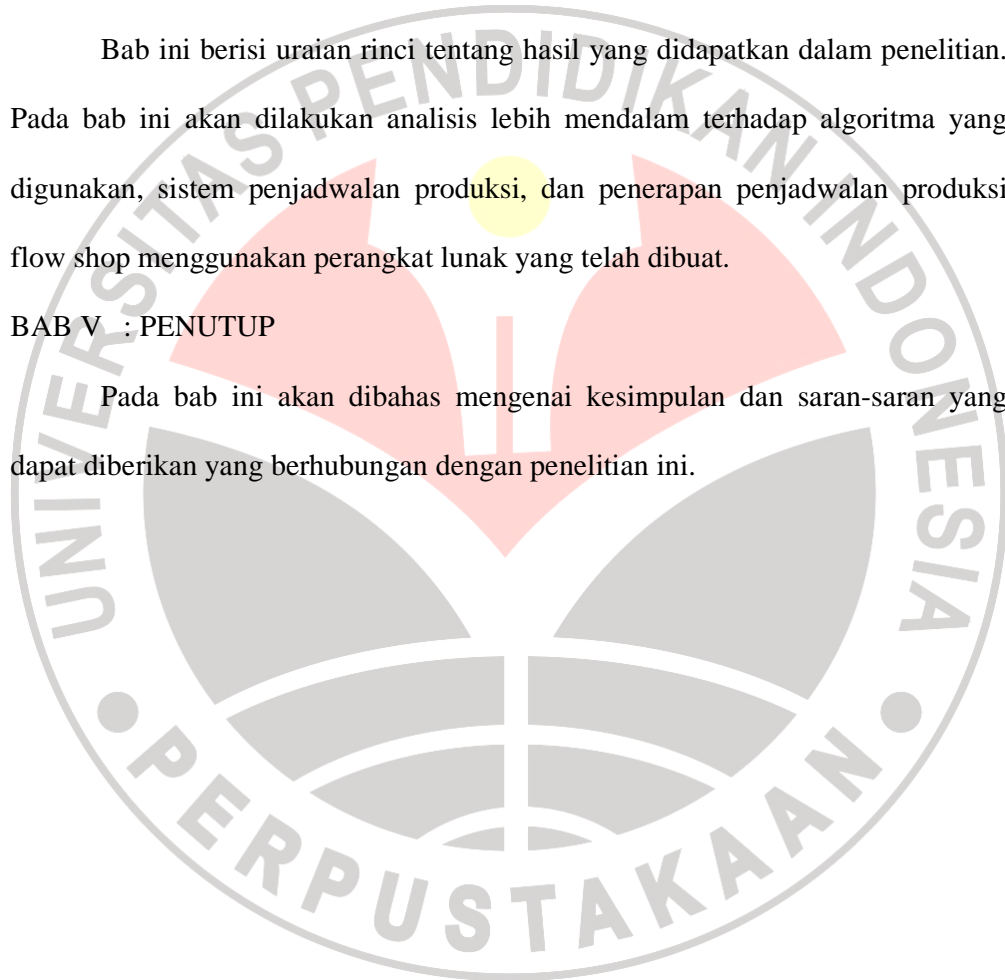 Bab ini berisi uraian rinci tentang hasil yang didapatkan dalam penelitian.
Pada bab ini akan dilakukan analisis lebih mendalam terhadap algoritma yang
digunakan, sistem penjadwalan produksi, dan penerapan penjadwalan produksi
flow shop menggunakan perangkat lunak yang telah dibuat.
BAB V : PENUTUP
Pada bab ini akan dibahas mengenai kesimpulan dan saran-saran yang
dapat diberikan yang berhubungan dengan penelitian ini.
UNIVERSITAS PENDIDIKAN INDONESIA
PERPUSTAKAAN